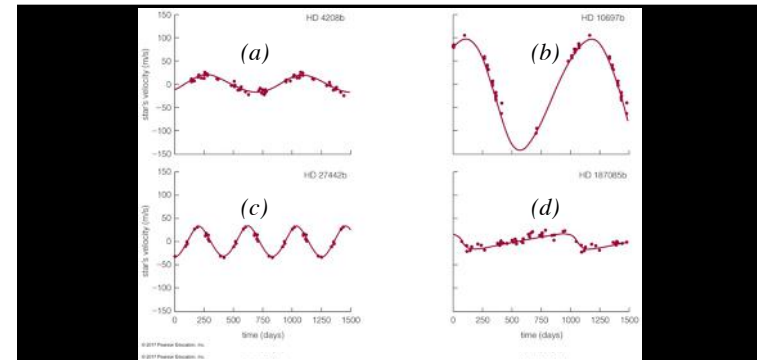 HD 4208b
(a)
star's velocity (m/s)
150
100
50
0
−50
−100
−150
HD 10697b
(b)
HD 27442b
(c)
star's velocity (m/s)
150
100
50
0
−50
−100
−150
0 250 500 750 1000 1250 1500
time (days)
HD 187085b
(d)
0 250 500 750 1000 1250 1500
time (days)
© 2017 Pearson Education, Inc.
© 2017 Pearson Education, Inc.